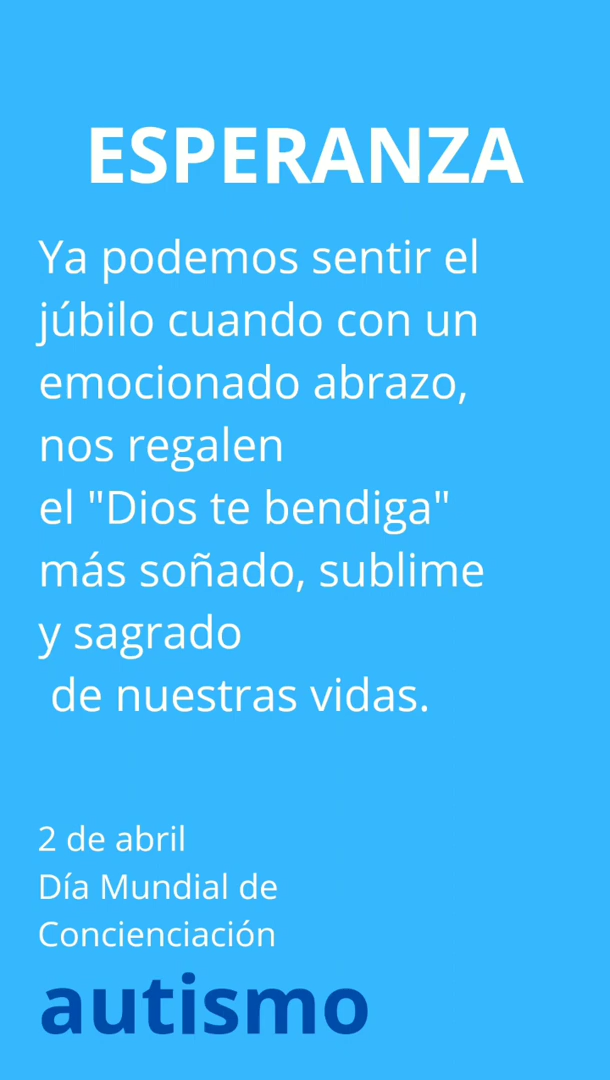 ESPERANZA
Ya podemos sentir el
júbilo cuando con un
emocionado abrazo,
nos regalen
el "Dios te bendiga"
más soñado, sublime
y sagrado
de nuestras vidas.
2 de abril
Día Mundial de
Concienciación
autismo